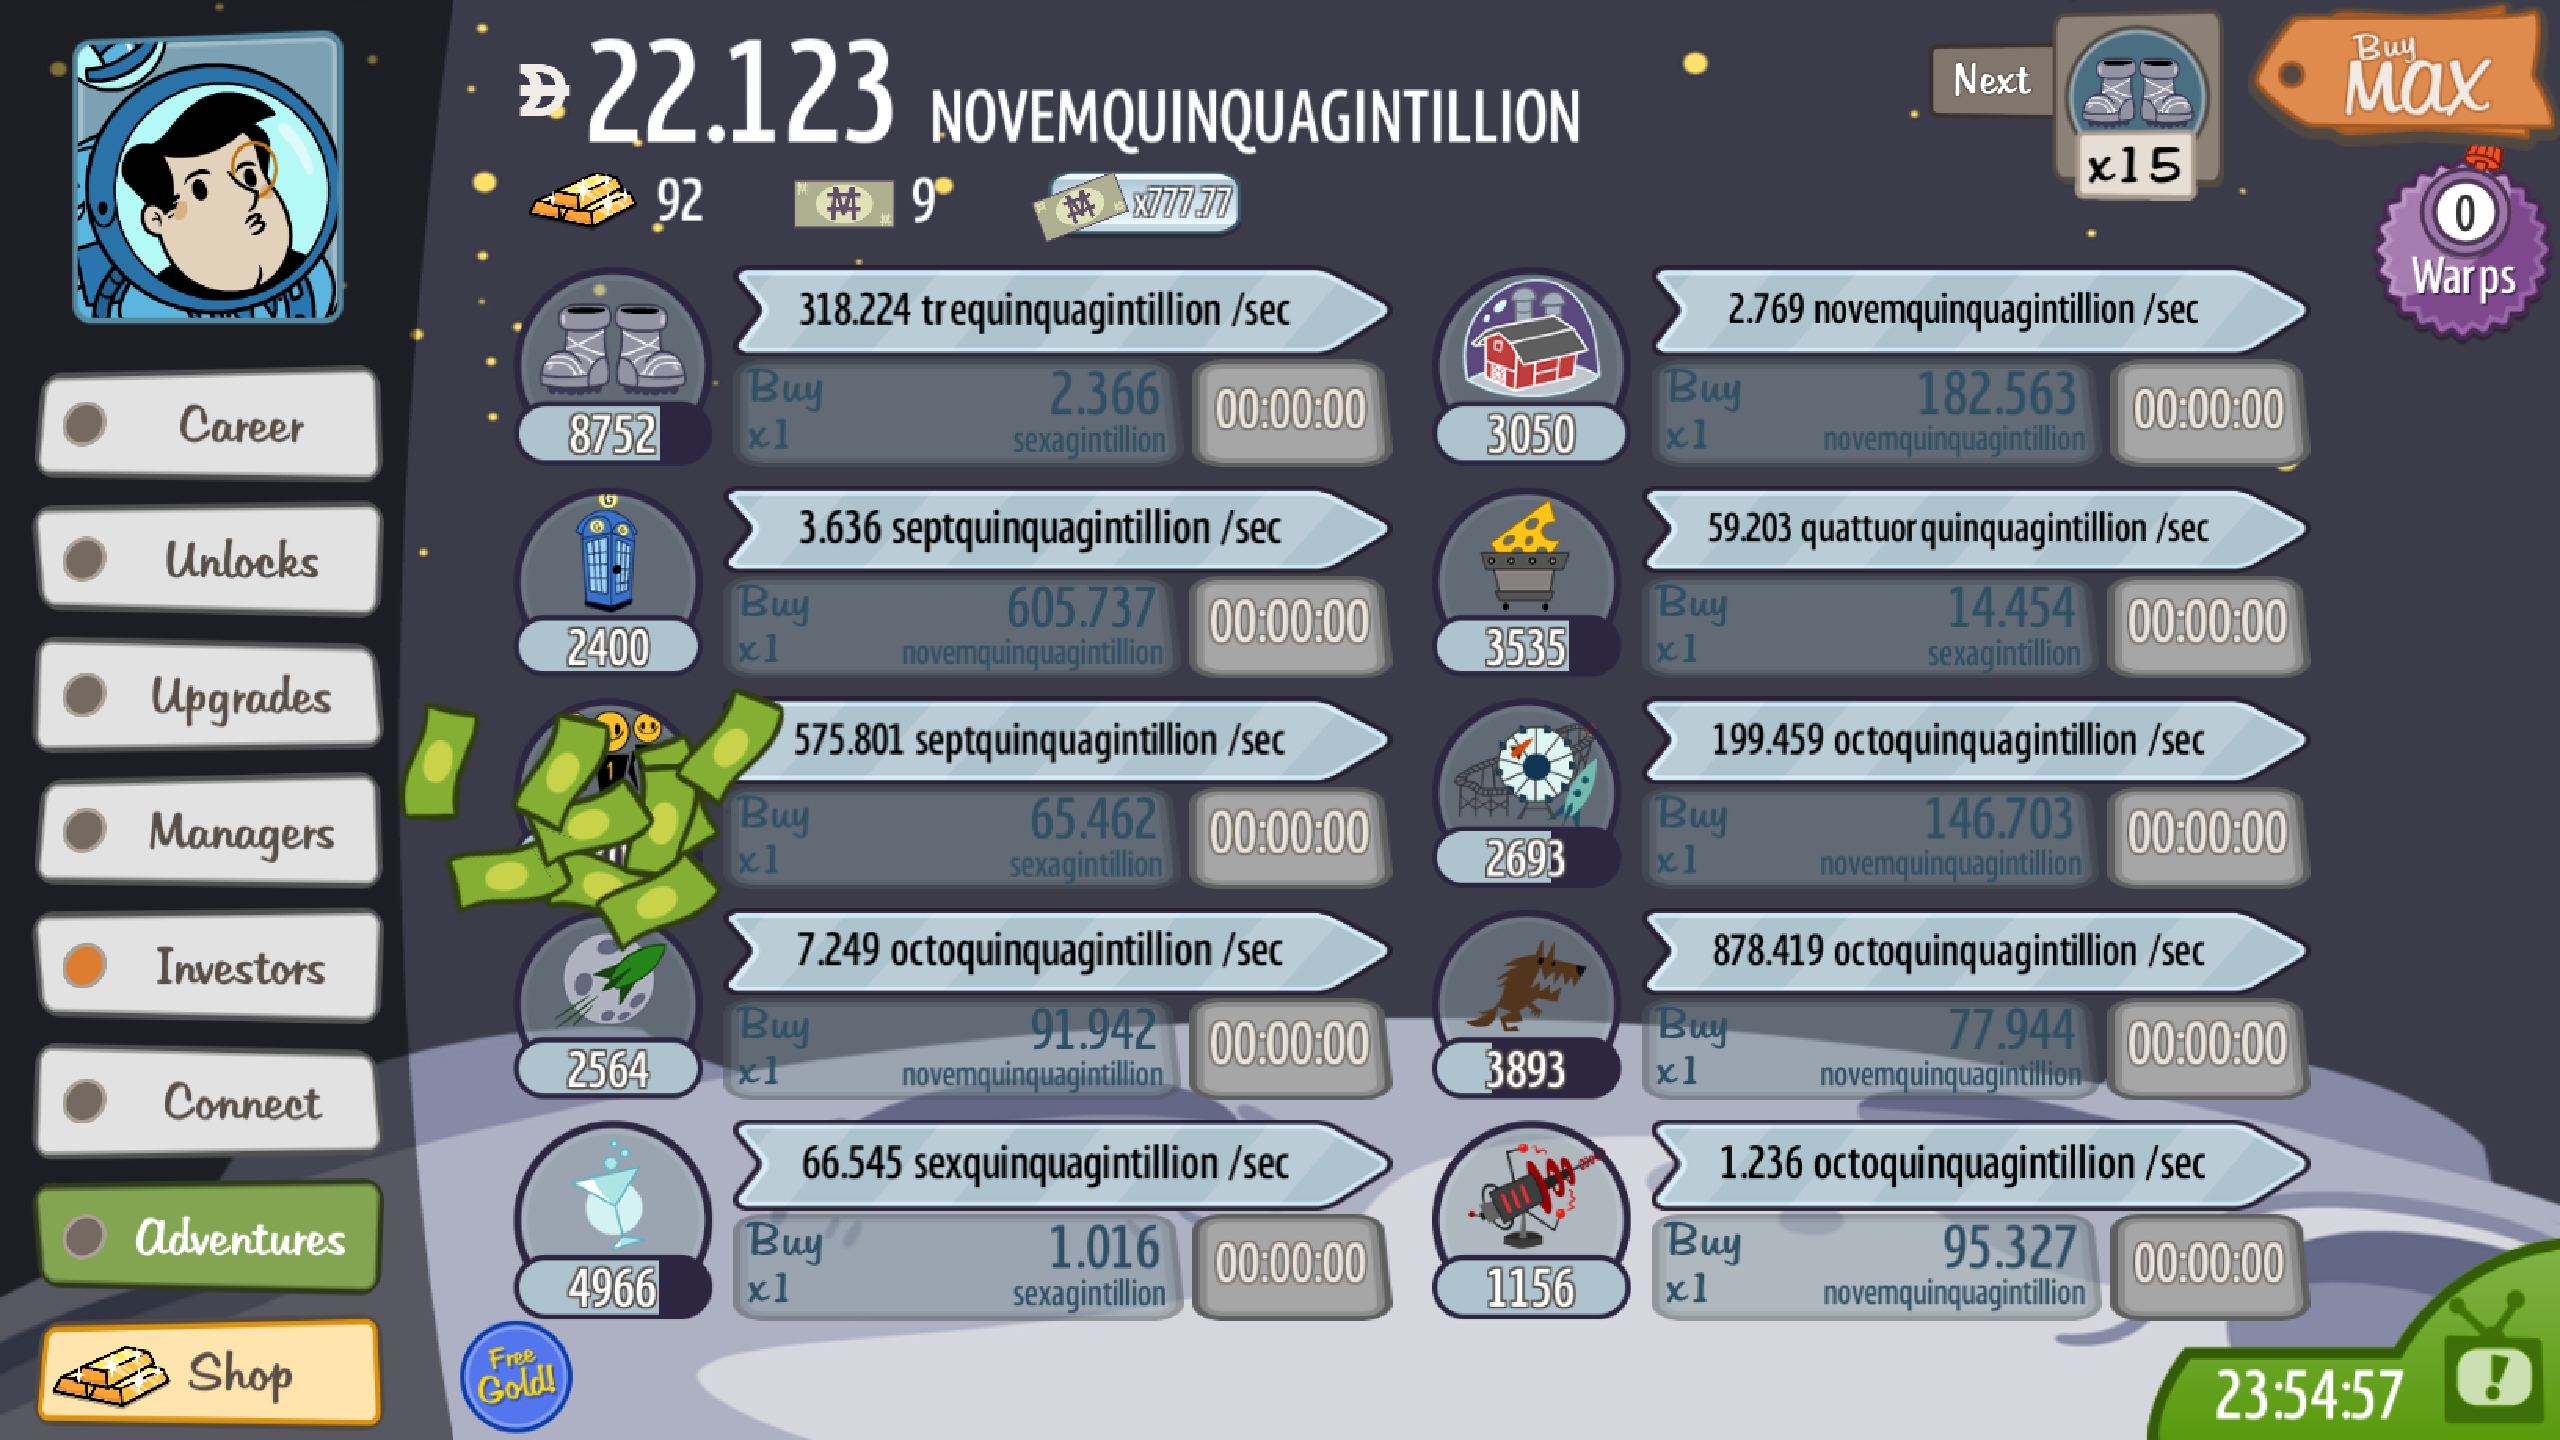 22.123 NOVEMQUINQUAGINTILLION
Next
x15
Buy
MAX
92
9
x777.77
0
Warps
Career
Unlocks
Upgrades
Managers
Investors
Connect
Adventures
Shop
318.224 trequinquagintillion /sec
Buy 2.366
x1 sexagintillion
00:00:00
8752
2.769 novemquinquagintillion /sec
Buy 182.563
x1 novemquinquagintillion
00:00:00
3050
3.636 septquinquagintillion /sec
Buy 605.737
x1 novemquinquagintillion
00:00:00
2400
59.203 quattuorquinquagintillion /sec
Buy 14.454
x1 sexagintillion
00:00:00
3535
575.801 septquinquagintillion /sec
Buy 65.462
x1 sexagintillion
00:00:00
199.459 octoquinquagintillion /sec
Buy 146.703
x1 novemquinquagintillion
00:00:00
2693
7.249 octoquinquagintillion /sec
Buy 91.942
x1 novemquinquagintillion
00:00:00
2564
878.419 octoquinquagintillion /sec
Buy 77.944
x1 novemquinquagintillion
00:00:00
3893
66.545 sexquinquagintillion /sec
Buy 1.016
x1 sexagintillion
00:00:00
4966
1.236 octoquinquagintillion /sec
Buy 95.327
x1 novemquinquagintillion
00:00:00
1156
Free
Gold!
23:54:57